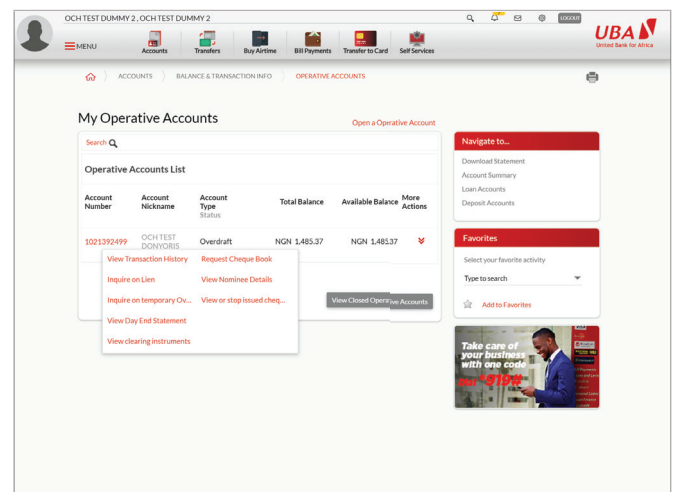 OCH TEST DUMMY 2 , OCH TEST DUMMY 2
LOGOUT
UBA
United Bank for Africa
MENU
Accounts
Transfers
Buy Airtime
Bill Payments
Transfer to Card
Self Services
ACCOUNTS
BALANCE & TRANSACTION INFO
OPERATIVE ACCOUNTS
My Operative Accounts
Open a Operative Account
Search
Operative Accounts List
Account Number
Account Nickname
Account Type
Status
Total Balance
Available Balance
More Actions
1021392499
OCH TEST DONYORIS
Overdraft
NGN 1,485.37
NGN 1,485.37
View Transaction History
Request Cheque Book
Inquire on Lien
View Nominee Details
Inquire on temporary Ov...
View or stop issued cheq...
View Day End Statement
View clearing instruments
View Closed Operative Accounts
Navigate to...
Download Statement
Account Summary
Loan Accounts
Deposit Accounts
Favorites
Select your favorite activity
Type to search
Add to Favorites
Take care of
your business
with one code
*919#